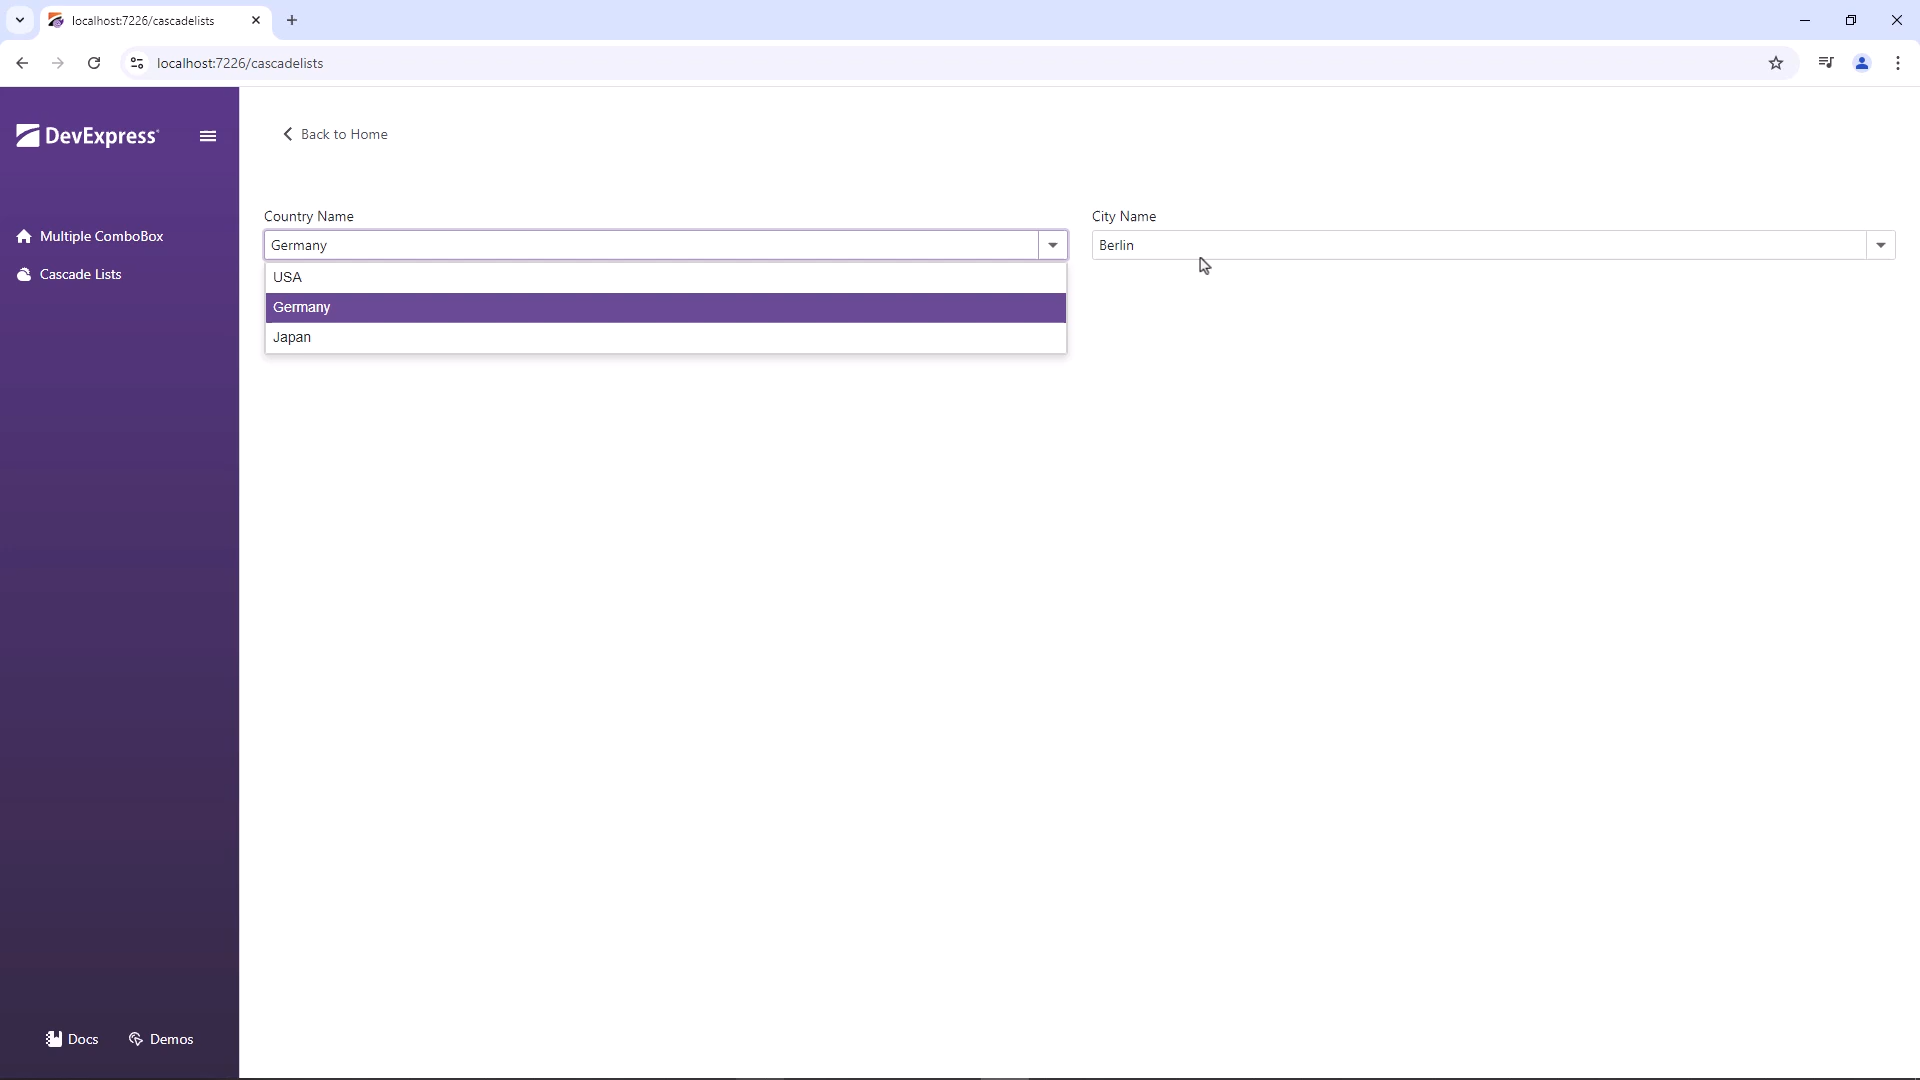 localhost:7226/cascadelists
localhost:7226/cascadelists
DevExpress
Back to Home
Multiple ComboBox
Cascade Lists
Country Name
City Name
Germany
Berlin
USA
Germany
Japan
Docs
Demos